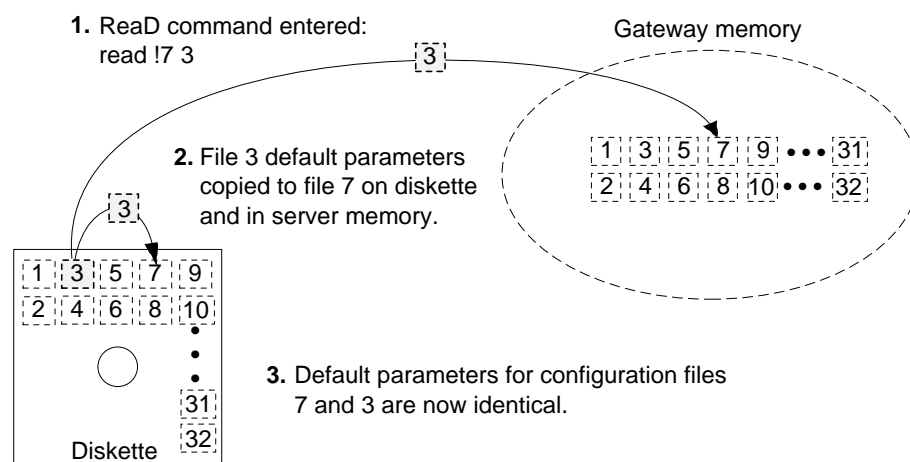 1. ReaD command entered:
read !7 3
Gateway memory
3
1 3 5 7 9 ••• 31
2 4 6 8 10 ••• 32
2. File 3 default parameters
copied to file 7 on diskette
and in server memory.
3
1 3 5 7 9
2 4 6 8 10
•
•
•
31
32
Diskette
3. Default parameters for configuration files
7 and 3 are now identical.